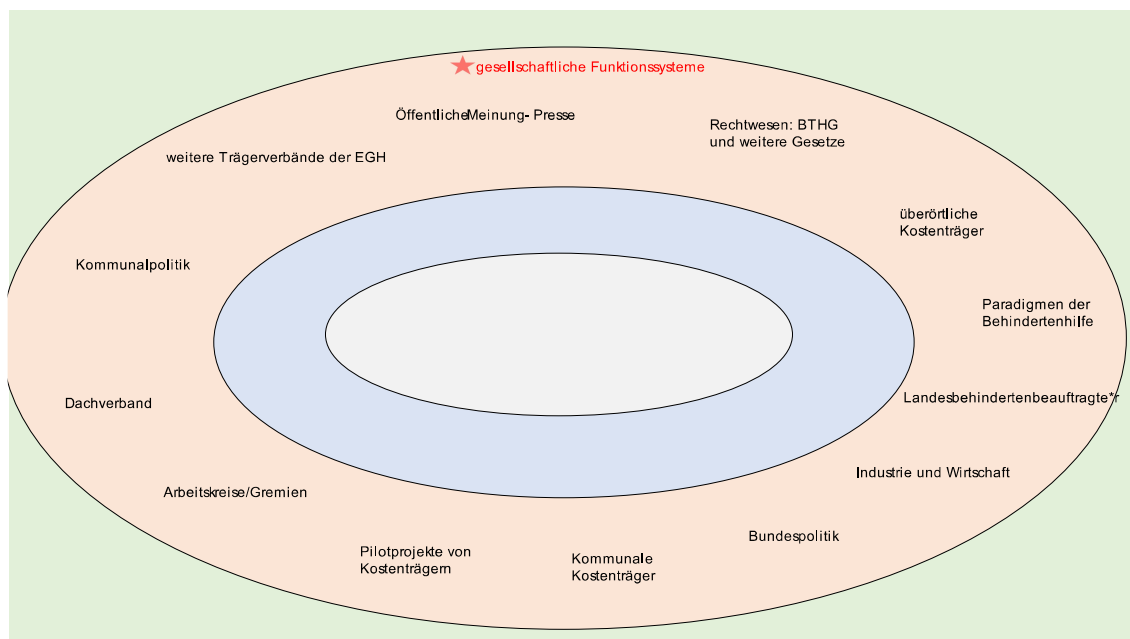 gesellschaftliche Funktionssysteme
ÖffentlicheMeinung- Presse
Rechtwesen: BTHG
und weitere Gesetze
weitere Trägerverbände der EGH
überörtliche
Kostenträger
Kommunalpolitik
Paradigmen der
Behindertenhilfe
Landesbehindertenbeauftragte*r
Dachverband
Industrie und Wirtschaft
Arbeitskreise/Gremien
Bundespolitik
Pilotprojekte von
Kostenträgern
Kommunale
Kostenträger